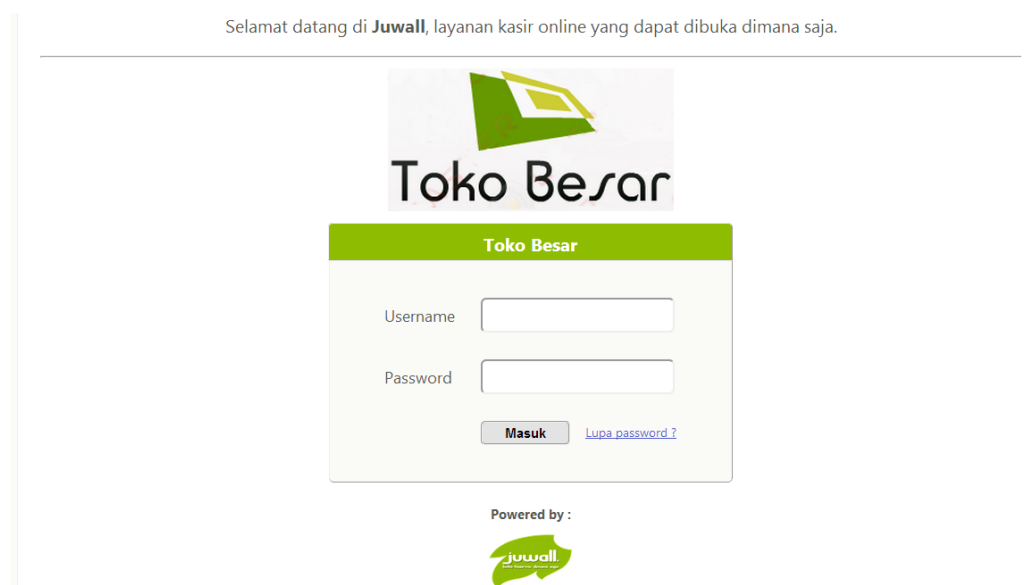 Selamat datang di Juwall, layanan kasir online yang dapat dibuka dimana saja.
Toko Besar
Toko Besar
Username
Password
Masuk Lupa password ?
Powered by :
juwall.